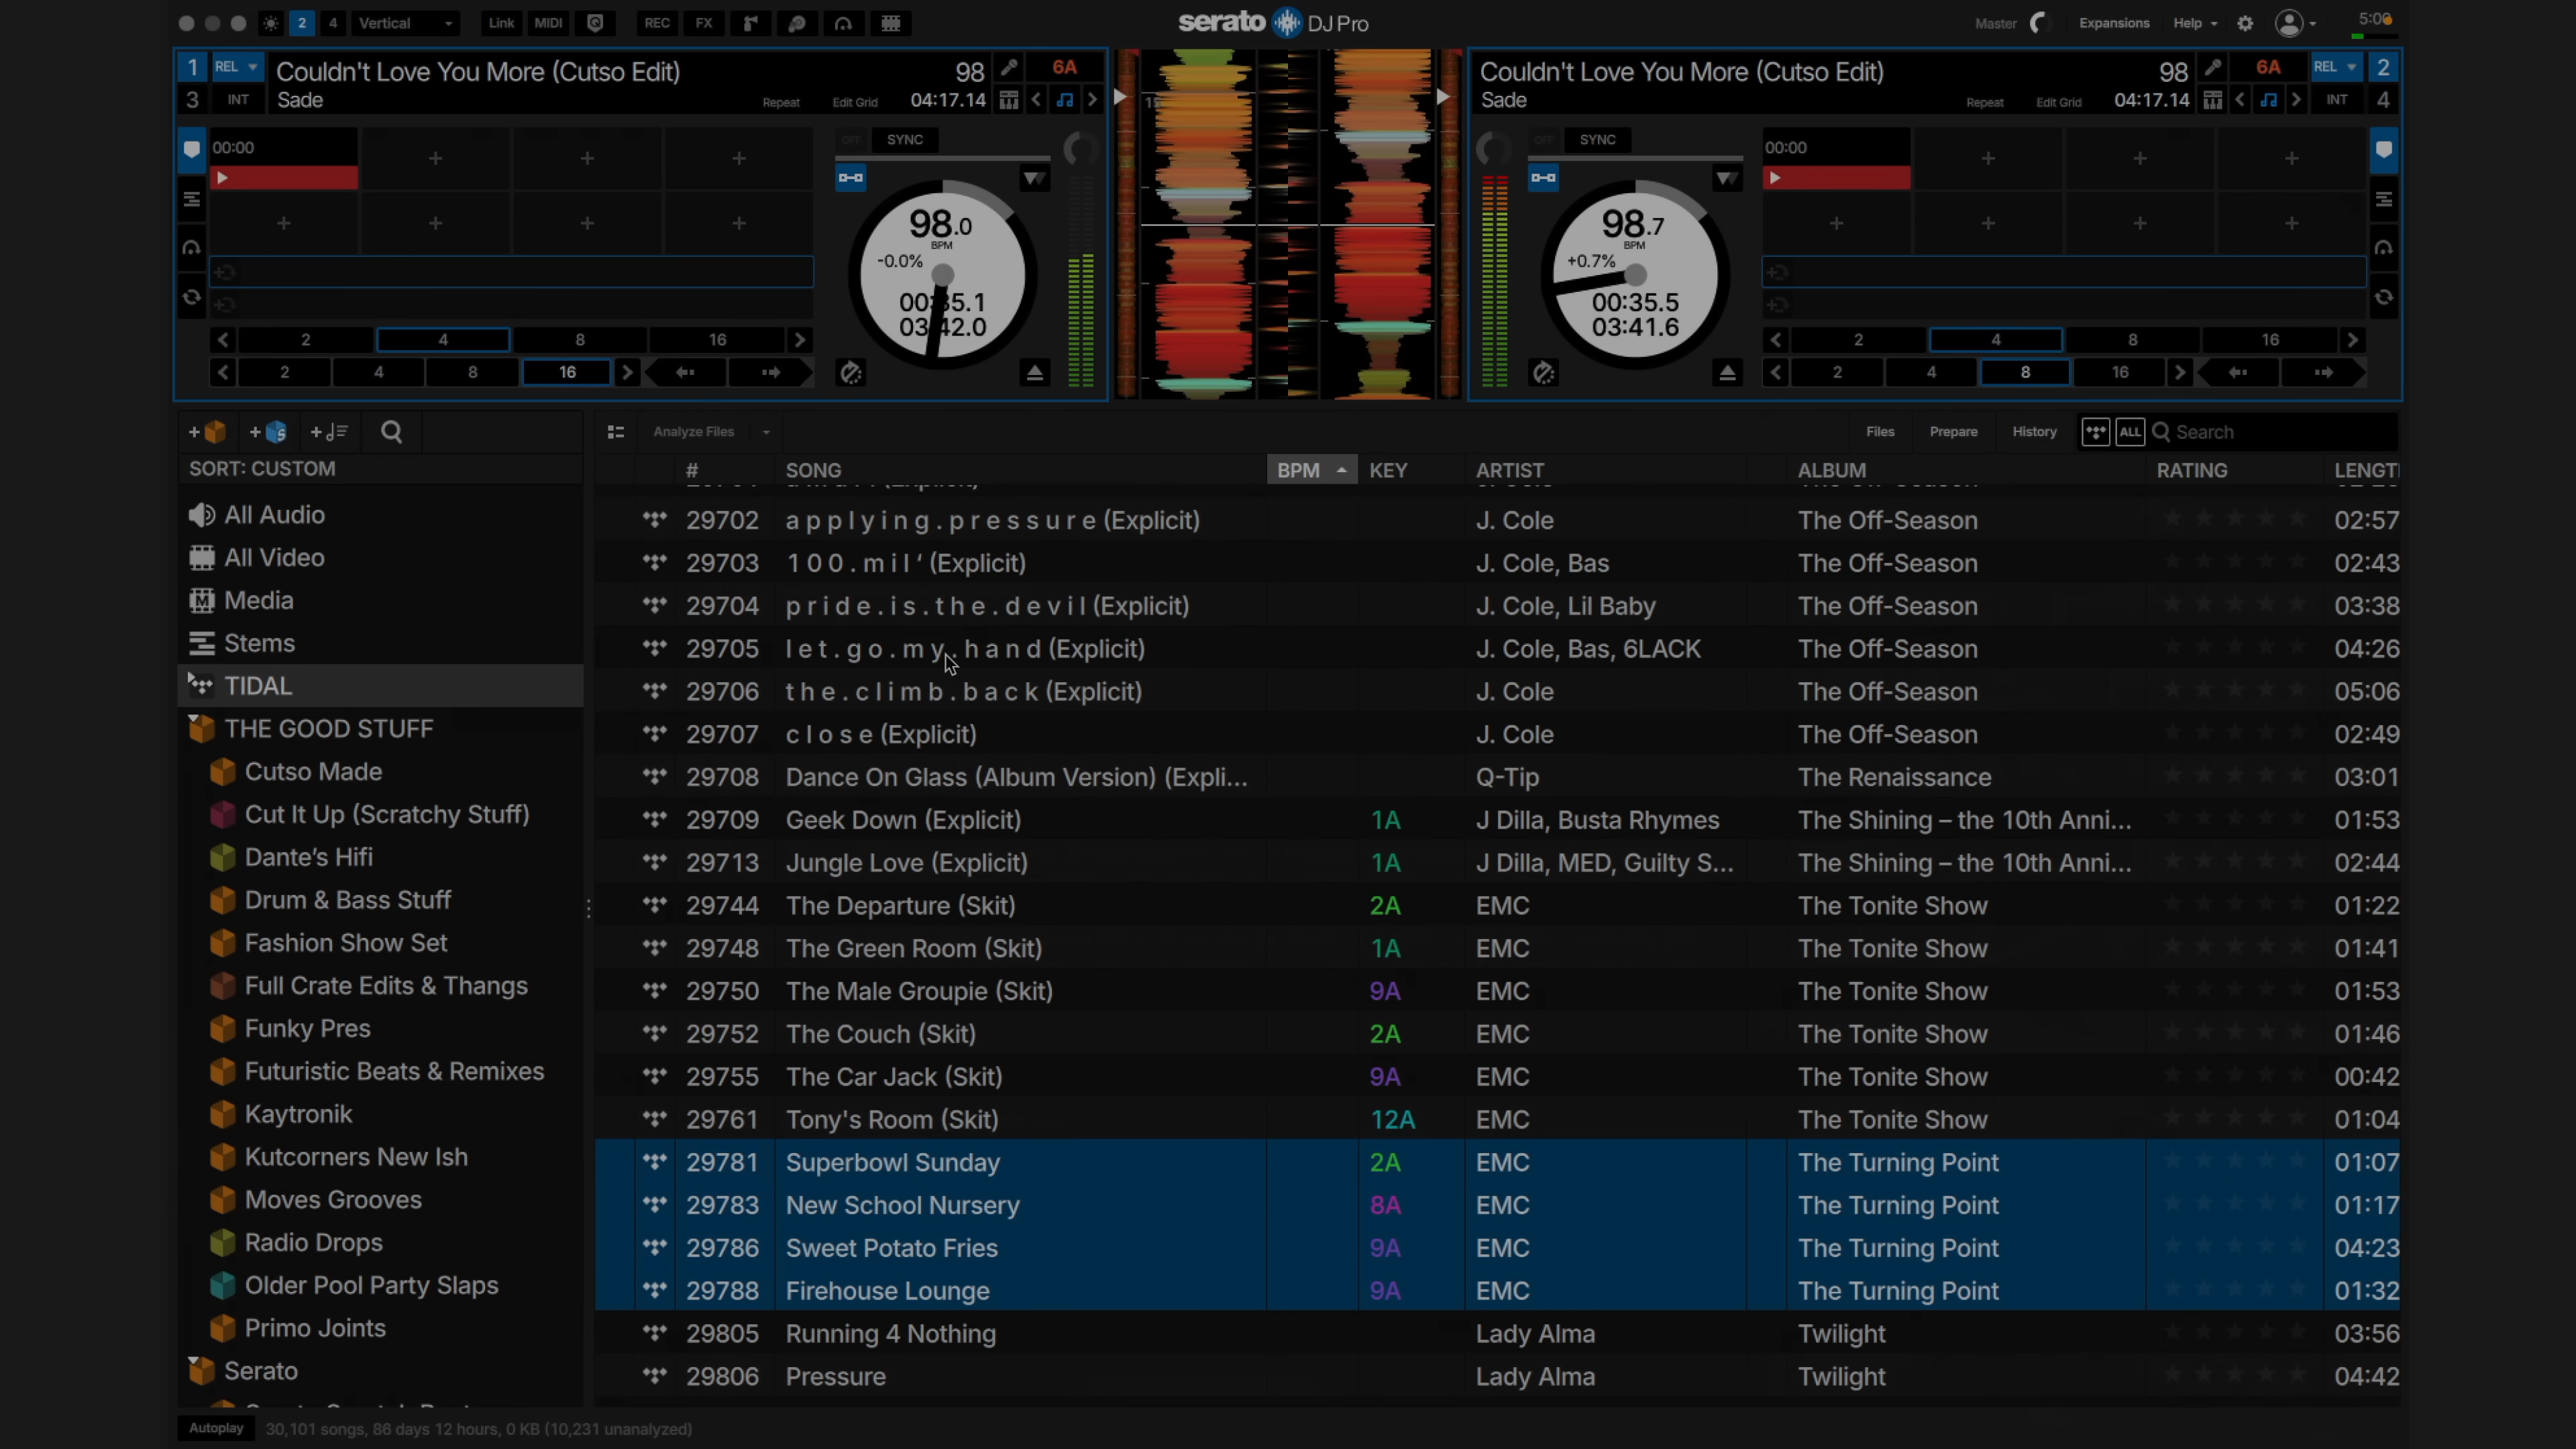 2 4 Vertical Link MIDI REC FX serato DJ Pro Master Expansions Help 5:00
1 REL Couldn't Love You More (Cutso Edit) 98 6A
3 INT Sade Repeat Edit Grid 04:17.14
Couldn't Love You More (Cutso Edit) 98 6A REL 2
Sade Repeat Edit Grid 04:17.14 INT 4
00:00
OFF SYNC
98.0
BPM
-0.0%
00:35.1
03:42.0
2 4 8 16
2 4 8 16
OFF SYNC
98.7
BPM
+0.7%
00:35.5
03:41.6
00:00
2 4 8 16
2 4 8 16
Analyze Files Files Prepare History ALL Search
SORT: CUSTOM
All Audio
All Video
Media
Stems
TIDAL
THE GOOD STUFF
Cutso Made
Cut It Up (Scratchy Stuff)
Dante’s Hifi
Drum & Bass Stuff
Fashion Show Set
Full Crate Edits & Thangs
Funky Pres
Futuristic Beats & Remixes
Kaytronik
Kutcorners New Ish
Moves Grooves
Radio Drops
Older Pool Party Slaps
Primo Joints
Serato
# SONG BPM KEY ARTIST ALBUM RATING LENGT
29702 a p p l y i n g . p r e s s u r e (Explicit) J. Cole The Off-Season 02:57
29703 1 0 0 . m i l ‘ (Explicit) J. Cole, Bas The Off-Season 02:43
29704 p r i d e . i s . t h e . d e v i l (Explicit) J. Cole, Lil Baby The Off-Season 03:38
29705 l e t . g o . m y . h a n d (Explicit) J. Cole, Bas, 6LACK The Off-Season 04:26
29706 t h e . c l i m b . b a c k (Explicit) J. Cole The Off-Season 05:06
29707 c l o s e (Explicit) J. Cole The Off-Season 02:49
29708 Dance On Glass (Album Version) (Expli... Q-Tip The Renaissance 03:01
29709 Geek Down (Explicit) 1A J Dilla, Busta Rhymes The Shining – the 10th Anni... 01:53
29713 Jungle Love (Explicit) 1A J Dilla, MED, Guilty S... The Shining – the 10th Anni... 02:44
29744 The Departure (Skit) 2A EMC The Tonite Show 01:22
29748 The Green Room (Skit) 1A EMC The Tonite Show 01:41
29750 The Male Groupie (Skit) 9A EMC The Tonite Show 01:53
29752 The Couch (Skit) 2A EMC The Tonite Show 01:46
29755 The Car Jack (Skit) 9A EMC The Tonite Show 00:42
29761 Tony's Room (Skit) 12A EMC The Tonite Show 01:04
29781 Superbowl Sunday 2A EMC The Turning Point 01:07
29783 New School Nursery 8A EMC The Turning Point 01:17
29786 Sweet Potato Fries 9A EMC The Turning Point 04:23
29788 Firehouse Lounge 9A EMC The Turning Point 01:32
29805 Running 4 Nothing Lady Alma Twilight 03:56
29806 Pressure Lady Alma Twilight 04:42
Autoplay 30,101 songs, 86 days 12 hours, 0 KB (10,231 unanalyzed)